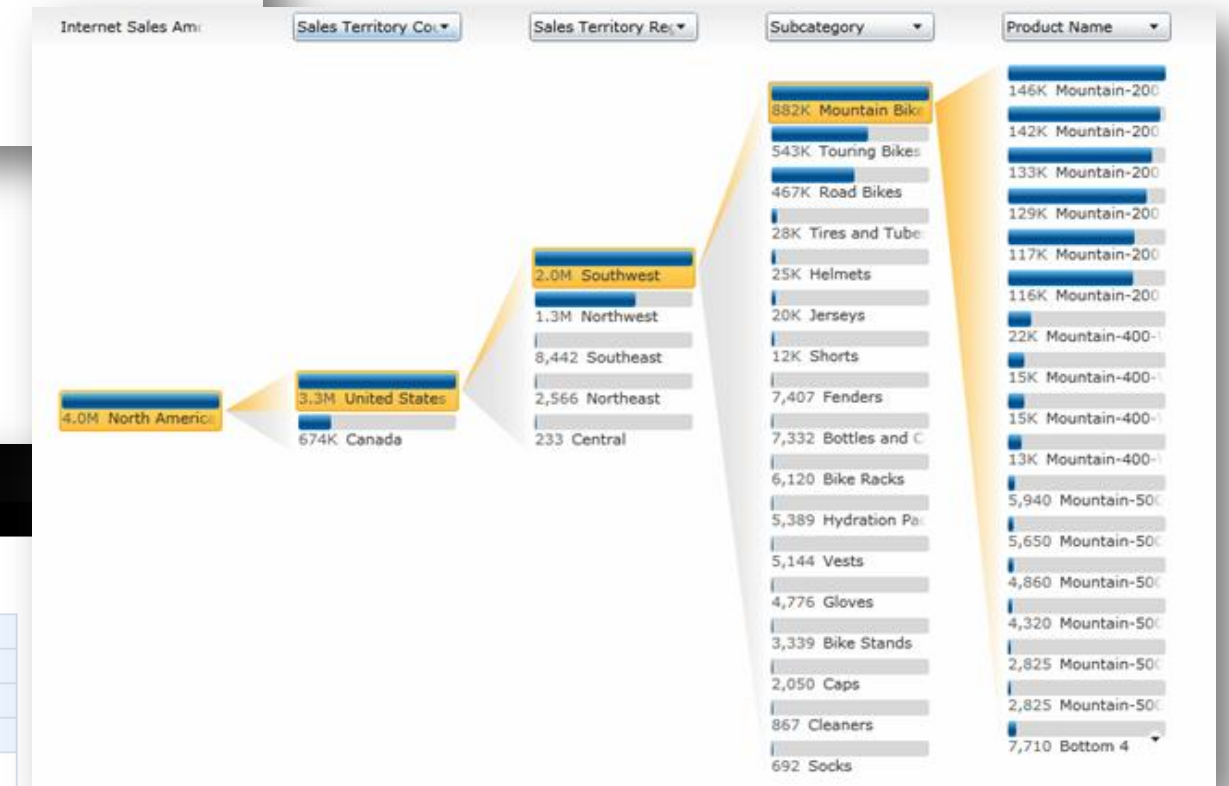 Internet Sales Am
Sales Territory Co
Sales Territory Reg
Subcategory
Product Name
4.0M North America
3.3M United States
674K Canada
2.0M Southwest
1.3M Northwest
8,442 Southeast
2,566 Northeast
233 Central
882K Mountain Bike
543K Touring Bikes
467K Road Bikes
28K Tires and Tube
25K Helmets
20K Jerseys
12K Shorts
7,407 Fenders
7,332 Bottles and C
6,120 Bike Racks
5,389 Hydration Pac
5,144 Vests
4,776 Gloves
3,339 Bike Stands
2,050 Caps
867 Cleaners
692 Socks
146K Mountain-200
142K Mountain-200
133K Mountain-200
129K Mountain-200
117K Mountain-200
116K Mountain-200
22K Mountain-400-
15K Mountain-400-
15K Mountain-400-
13K Mountain-400-
5,940 Mountain-500
5,650 Mountain-500
4,860 Mountain-500
4,320 Mountain-500
2,825 Mountain-500
2,825 Mountain-500
7,710 Bottom 4